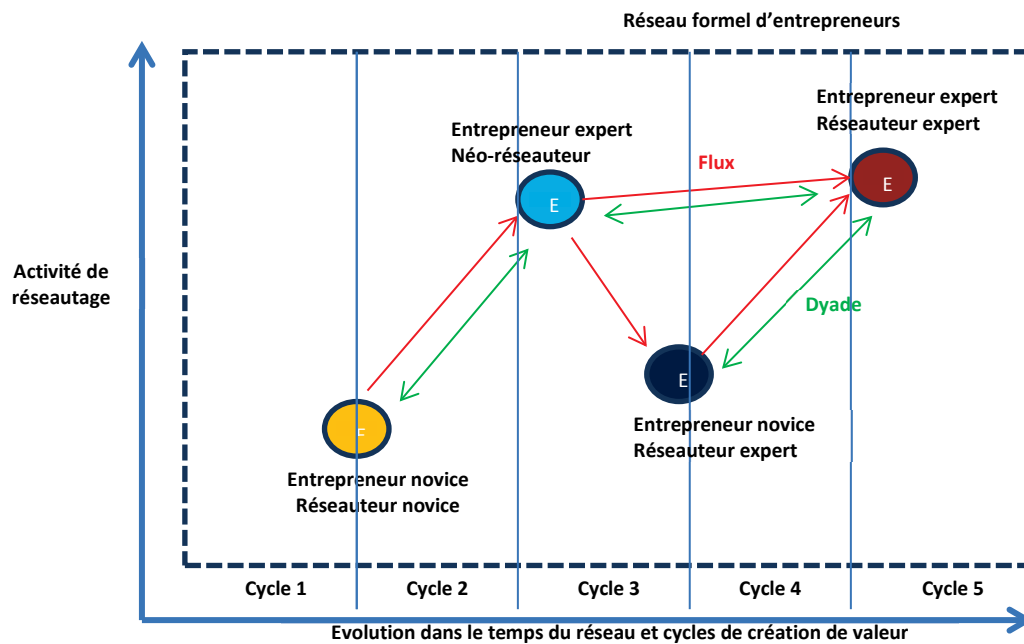 Réseau formel d'entrepreneurs
Entrepreneur expert
Réseauteur expert
Entrepreneur expert
Néo-réseauteur
Flux
E
E
Activité de
réseautage
Dyade
E
Entrepreneur novice
Réseauteur expert
E
Entrepreneur novice
Réseauteur novice
Cycle 1
Cycle 2
Cycle 3
Cycle 4
Cycle 5
Evolution dans le temps du réseau et cycles de création de valeur